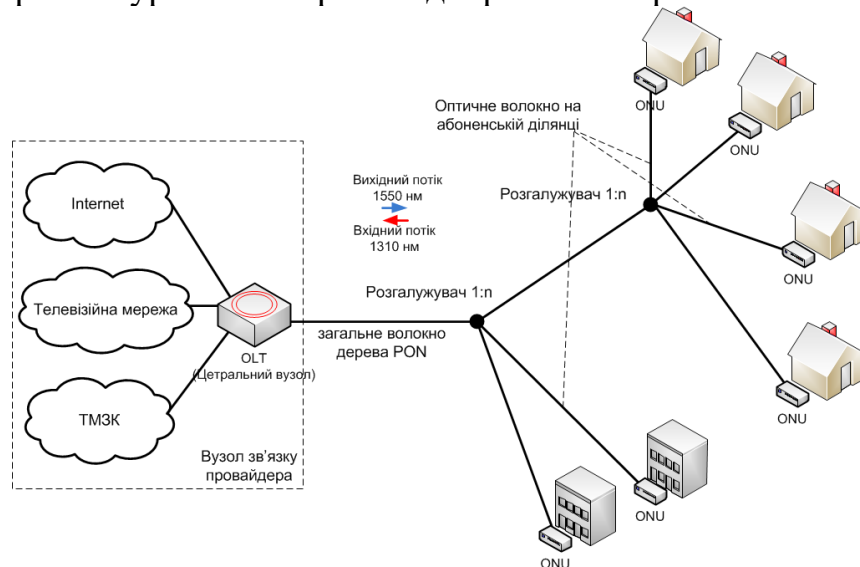 ONU
Оптичне волокно на
абоненській ділянці
ONU
Вихідний потік
1550 нм
Вхідний потік
1310 нм
Розгалужувач 1:n
Internet
ONU
Розгалужувач 1:n
Телевізійна мережа
загальне волокно
дерева PON
OLT
(Цетральний вузол)
ТМЗК
ONU
Вузол зв'язку
провайдера
ONU
ONU